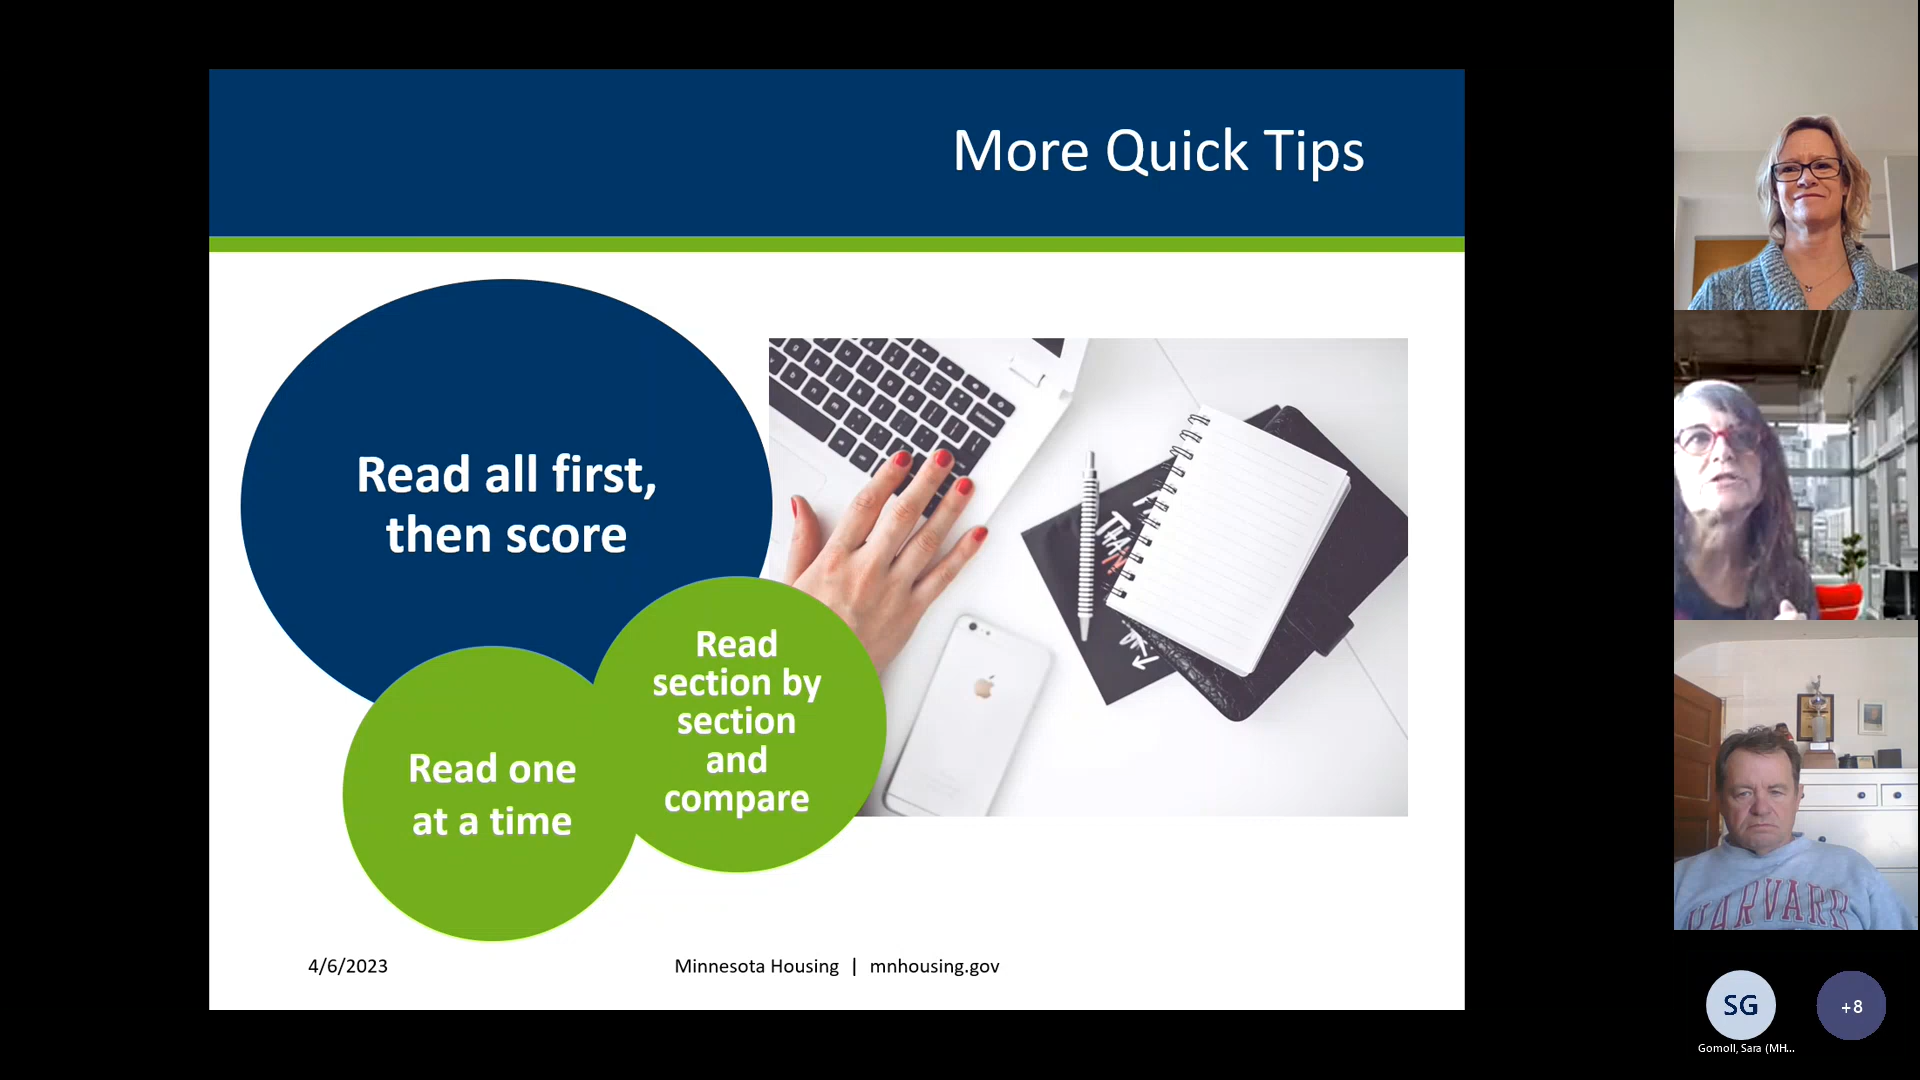 More Quick Tips
Read all first,
then score
Read
section by
section
and
compare
Read one
at a time
4/6/2023
Minnesota Housing | mnhousing.gov
HARVARD
SG
+8
Gomoll, Sara (MH...